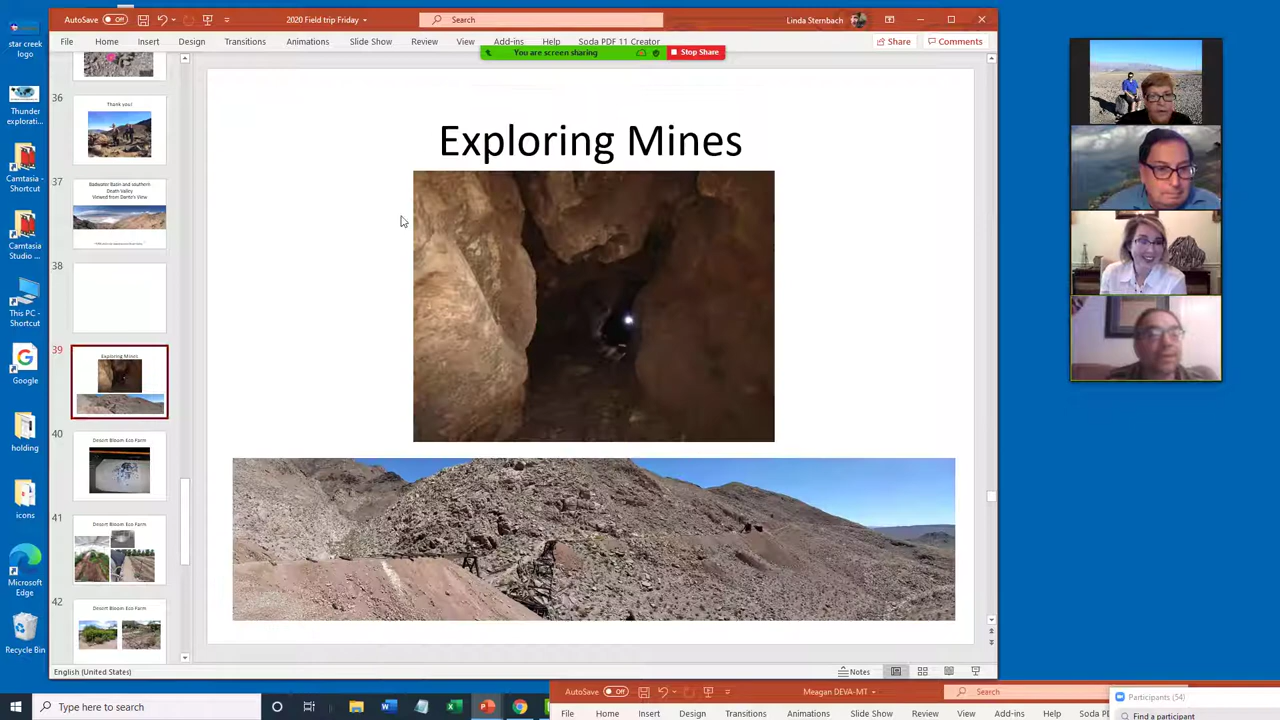 AutoSave Off
2020 Field trip Friday
Search
Linda Sternbach
File Home Insert Design Transitions Animations Slide Show Review View Add-ins Help Soda PDF 11 Creator
Share Comments
You are screen sharing
Stop Share
star creek
logo
Thunder
explorati...
Camtasia -
Shortcut
Camtasia
Studio ...
This PC -
Shortcut
Google
holding
icons
Microsoft
Edge
Recycle Bin
36
Thank you!
37
Badwater Basin and southern
Death Valley
Viewed from Dante's View
38
39
Exploring Mines
40
Desert Bloom Eco Farm
41
Desert Bloom Eco Farm
42
Desert Bloom Eco Farm
Exploring Mines
English (United States)
Notes
AutoSave Off
Meagan DEVA-MT
Search
Participants (54)
Type here to search
File Home Insert Design Transitions Animations Slide Show Review View Add-ins Help Soda P
Find a participant